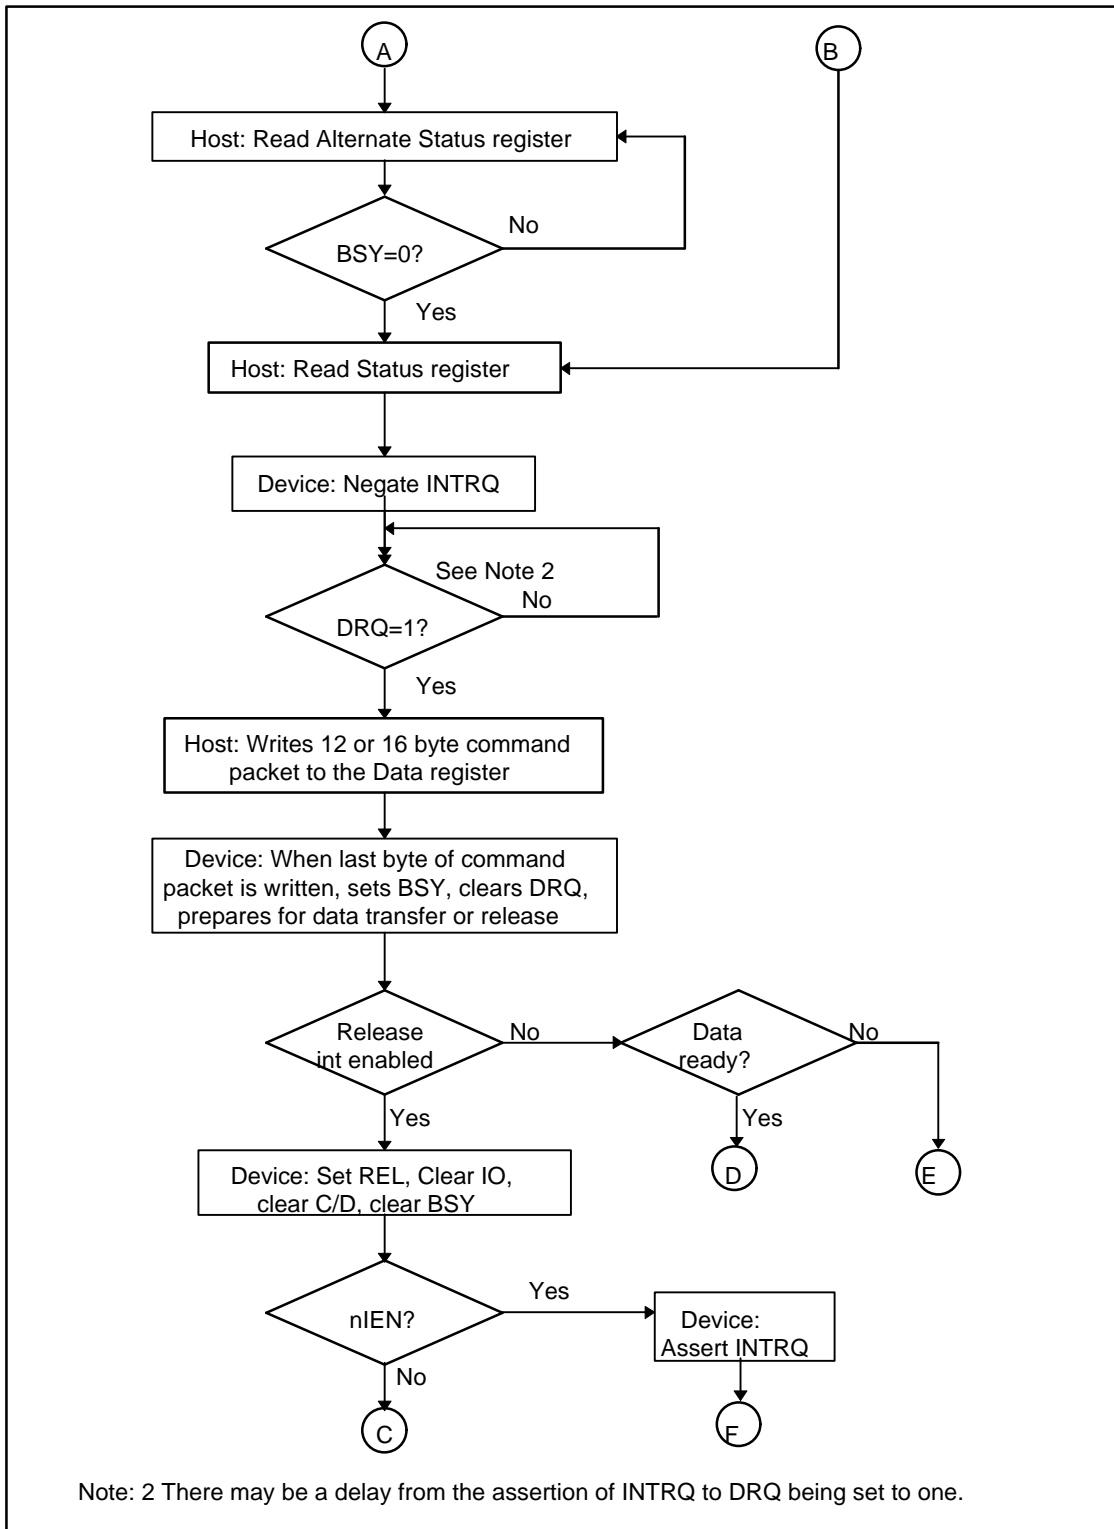 A
B
Host: Read Alternate Status register
No
BSY=0?
Yes
Host: Read Status register
Device: Negate INTRQ
See Note 2
No
DRQ=1?
Yes
Host: Writes 12 or 16 byte command
packet to the Data register
Device: When last byte of command
packet is written, sets BSY, clears DRQ,
prepares for data transfer or release
Release
int enabled
No
Data
ready?
No
Yes
Yes
D
E
Device: Set REL, Clear IO,
clear C/D, clear BSY
nIEN?
Yes
Device:
Assert INTRQ
No
C
F
Note: 2 There may be a delay from the assertion of INTRQ to DRQ being set to one.